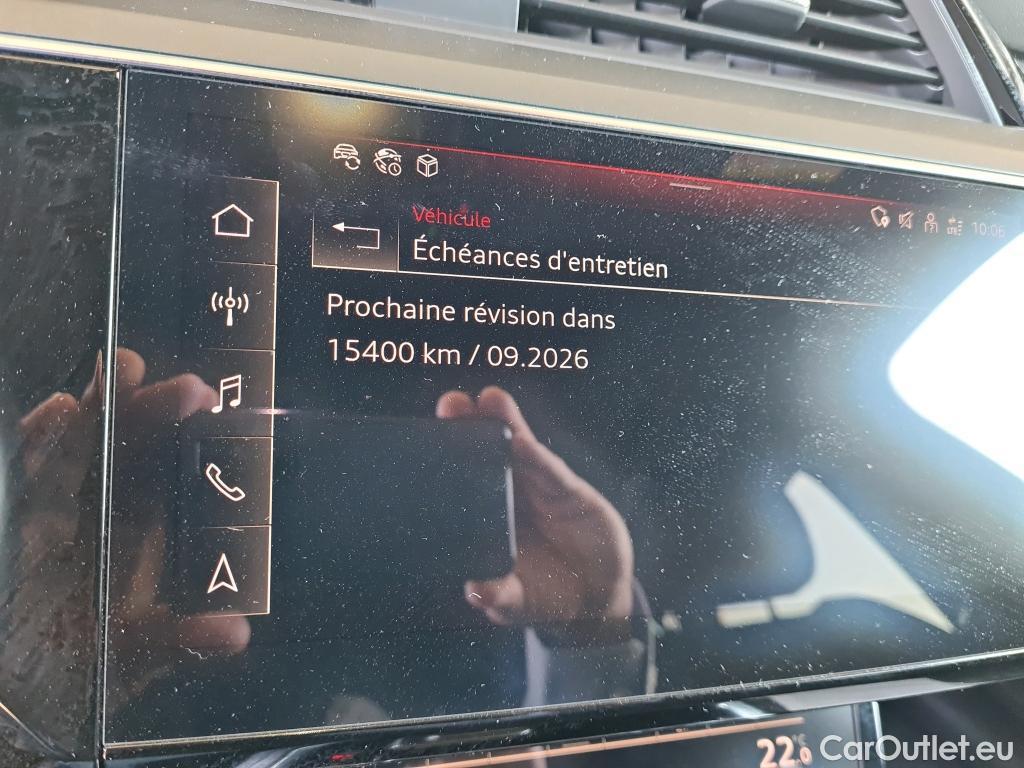 Véhicule
10:06
Échéances d'entretien
Prochaine révision dans
15400 km / 09.2026
22.0 °C
CarOutlet.eu